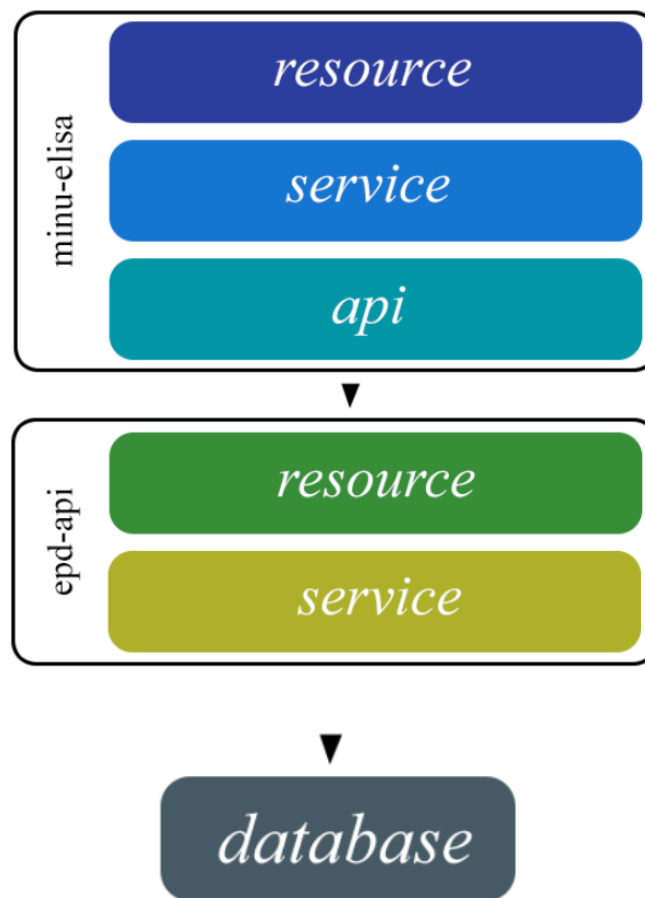 minu-elisa
resource
service
api
epd-api
resource
service
database